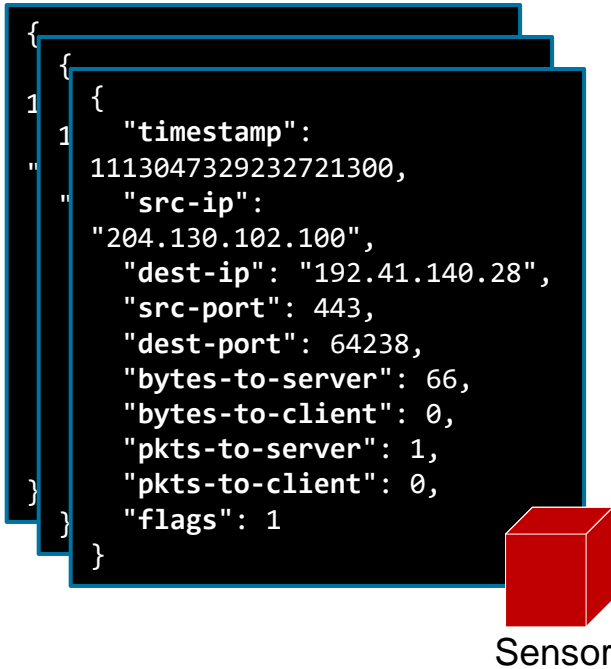 {
1
"
}
{
1
"
}
{
"timestamp":
1113047329232721300,
"src-ip":
"204.130.102.100",
"dest-ip": "192.41.140.28",
"src-port": 443,
"dest-port": 64238,
"bytes-to-server": 66,
"bytes-to-client": 0,
"pkts-to-server": 1,
"pkts-to-client": 0,
"flags": 1
}
Sensor